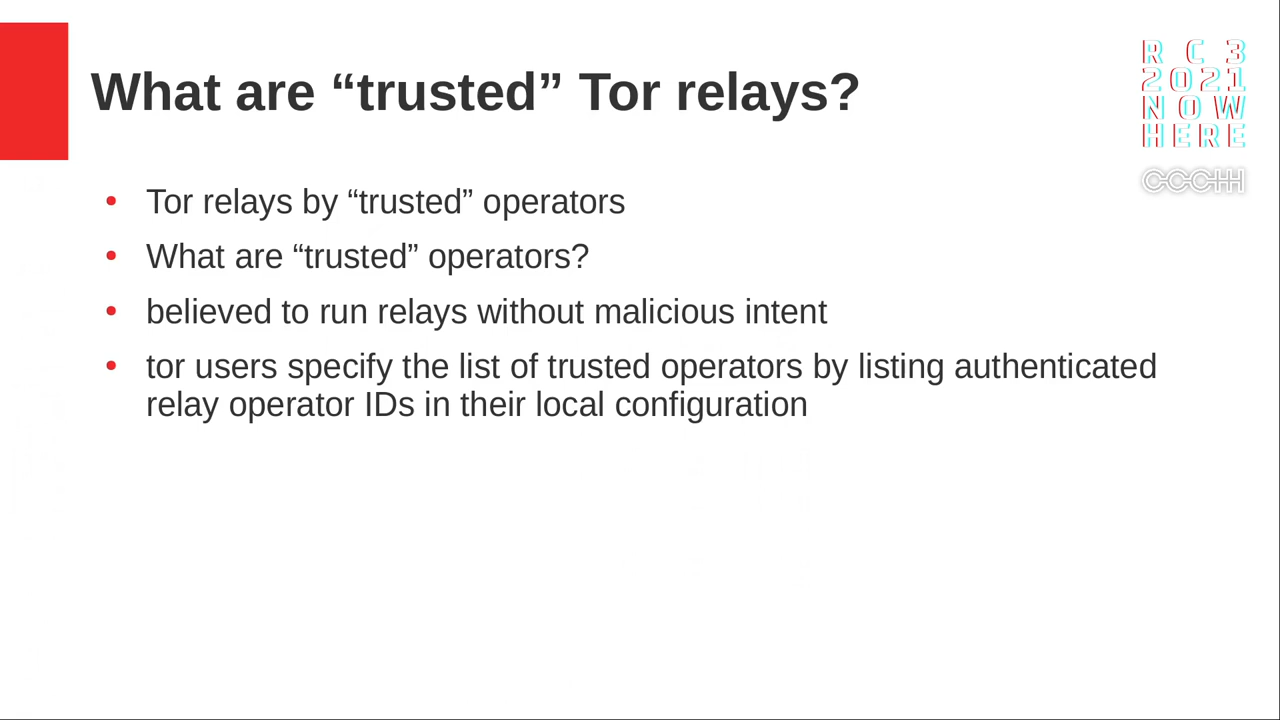 What are “trusted” Tor relays?
R C 3
2021
N O W
HERE
CCCHH
• Tor relays by “trusted” operators
• What are “trusted” operators?
• believed to run relays without malicious intent
• tor users specify the list of trusted operators by listing authenticated
relay operator IDs in their local configuration